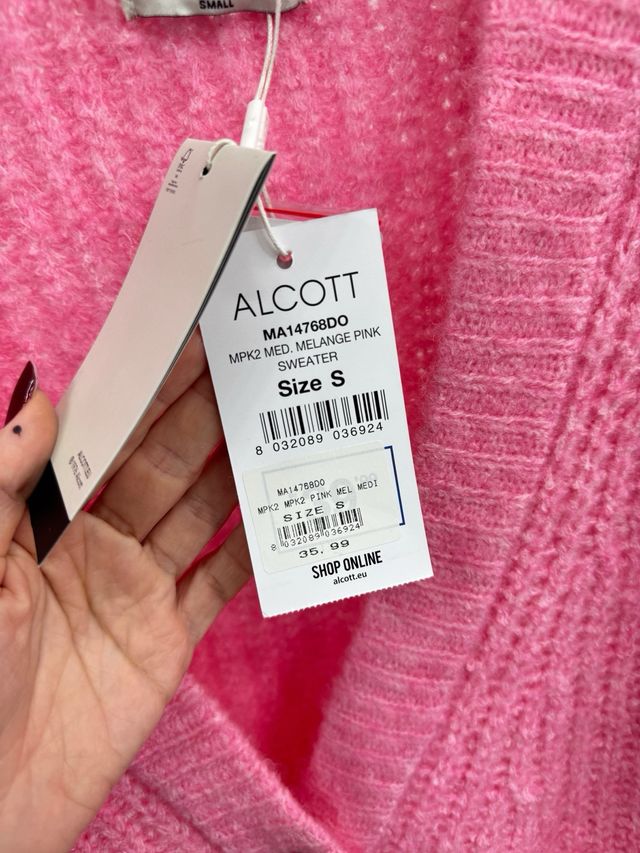 SMALL
ALCOTT
MA14768DO
MPK2 MED. MELANGE PINK
SWEATER
Size S
8 032089 036924
MA14768DO
MPK2 MPK2 PINK MEL MEDI
SIZE S
8 032089 036924
35,99
SHOP ONLINE
alcott.eu